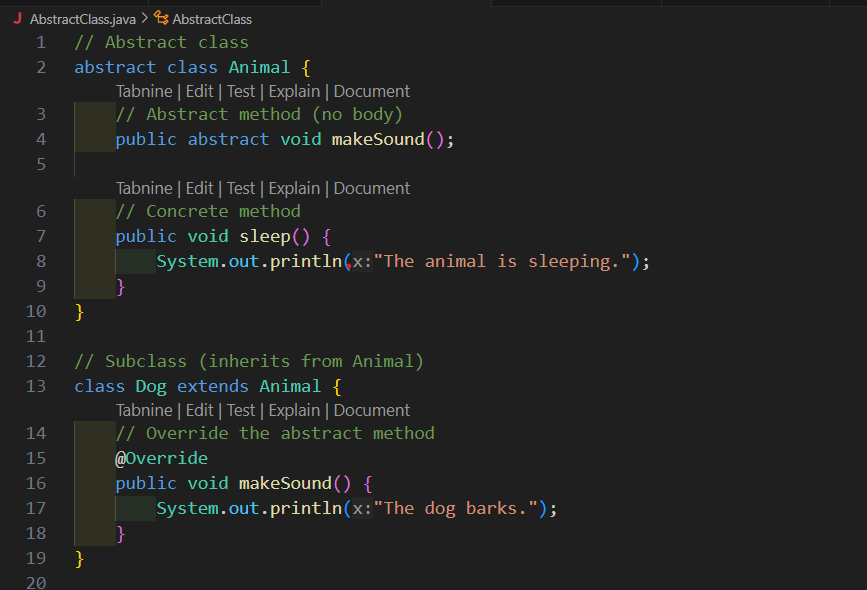 J AbstractClass.java > AbstractClass
1 // Abstract class
2 abstract class Animal {
Tabnine | Edit | Test | Explain | Document
3 // Abstract method (no body)
4 public abstract void makeSound();
5
Tabnine | Edit | Test | Explain | Document
6 // Concrete method
7 public void sleep() {
8 System.out.println(x:"The animal is sleeping.");
9 }
10 }
11
12 // Subclass (inherits from Animal)
13 class Dog extends Animal {
Tabnine | Edit | Test | Explain | Document
14 // Override the abstract method
15 @Override
16 public void makeSound() {
17 System.out.println(x:"The dog barks.");
18 }
19 }
20